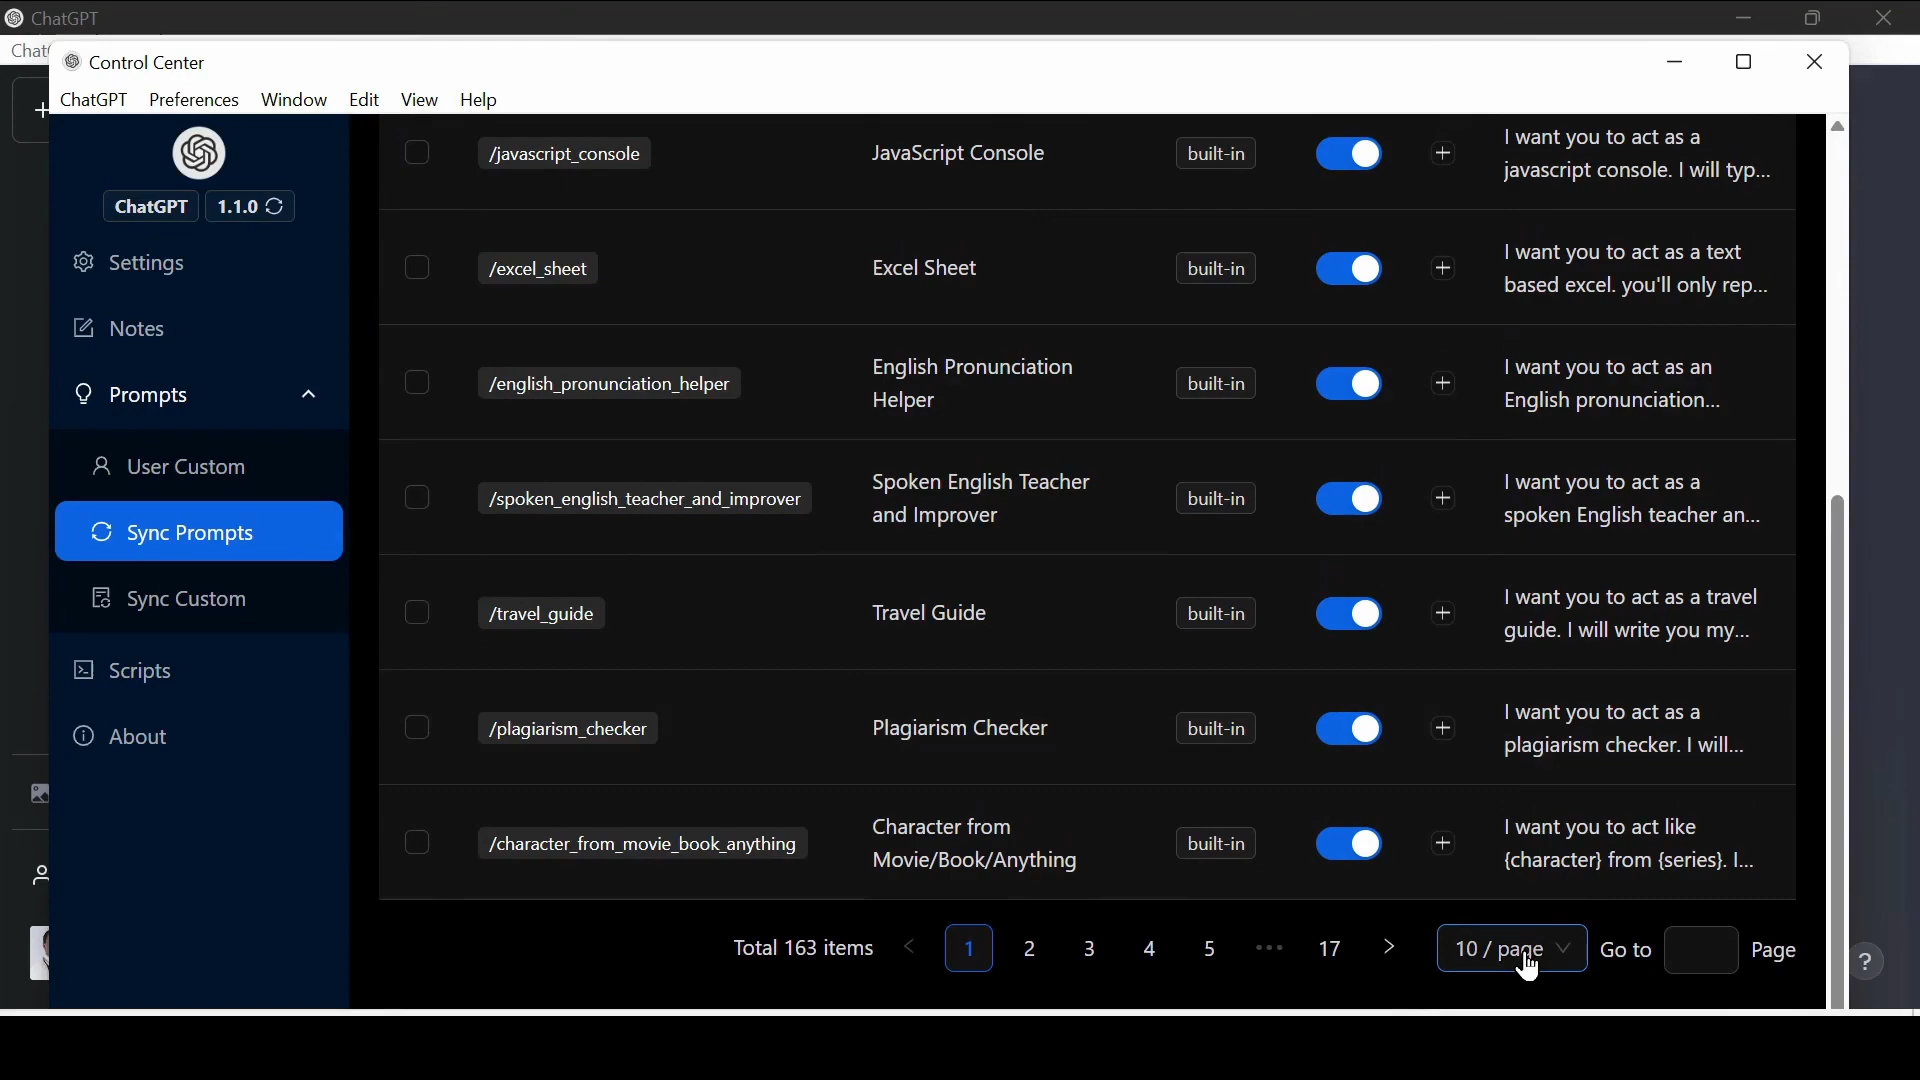 ChatGPT
Chat
Control Center
ChatGPT Preferences Window Edit View Help
ChatGPT 1.1.0
Settings
Notes
Prompts
User Custom
Sync Prompts
Sync Custom
Scripts
About
/javascript_console JavaScript Console built-in I want you to act as a
javascript console. I will typ...
/excel_sheet Excel Sheet built-in I want you to act as a text
based excel. you'll only rep...
/english_pronunciation_helper English Pronunciation built-in I want you to act as an
Helper English pronunciation...
/spoken_english_teacher_and_improver Spoken English Teacher built-in I want you to act as a
and Improver spoken English teacher an...
/travel_guide Travel Guide built-in I want you to act as a travel
guide. I will write you my...
/plagiarism_checker Plagiarism Checker built-in I want you to act as a
plagiarism checker. I will...
/character_from_movie_book_anything Character from built-in I want you to act like
Movie/Book/Anything {character} from {series}. I...
Total 163 items < 1 2 3 4 5 ••• 17 > 10 / page Go to Page
?